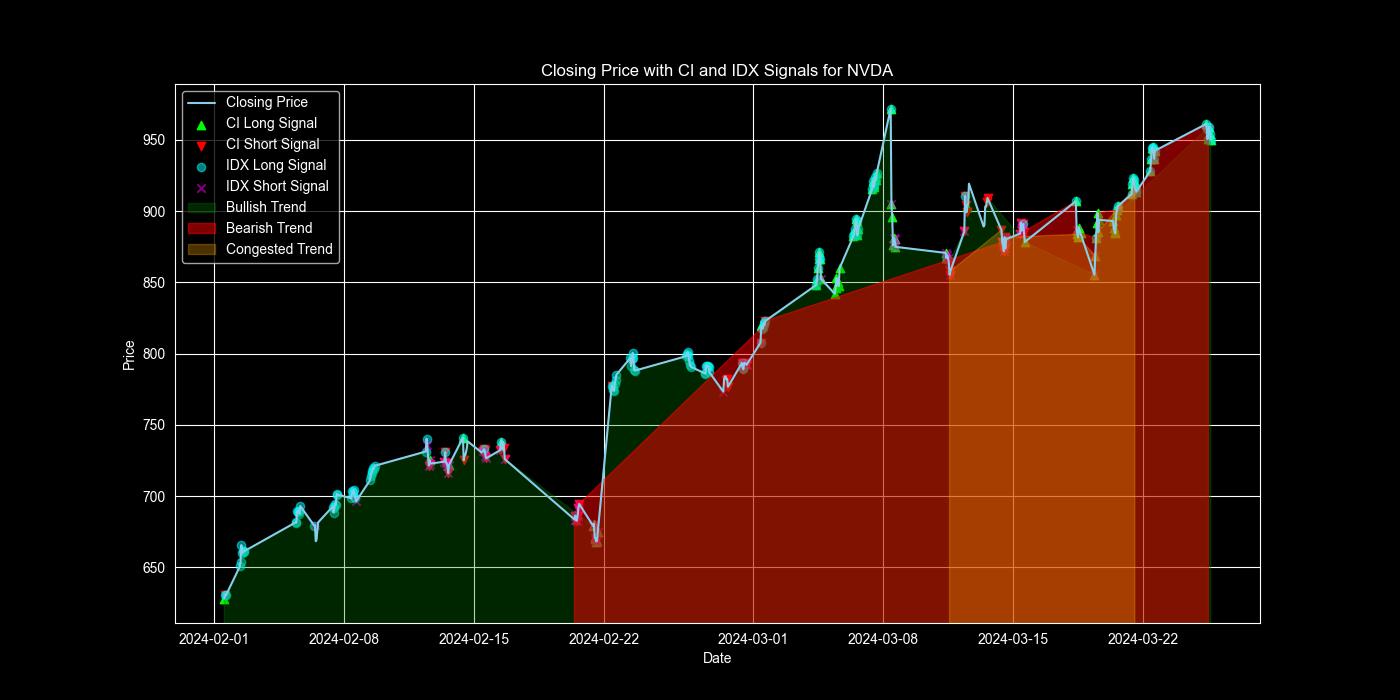 Closing Price with CI and IDX Signals for NVDA
Closing Price
CI Long Signal
CI Short Signal
IDX Long Signal
IDX Short Signal
Bullish Trend
Bearish Trend
Congested Trend
950
900
850
800
750
700
650
Price
2024-02-01 2024-02-08 2024-02-15 2024-02-22 2024-03-01 2024-03-08 2024-03-15 2024-03-22
Date